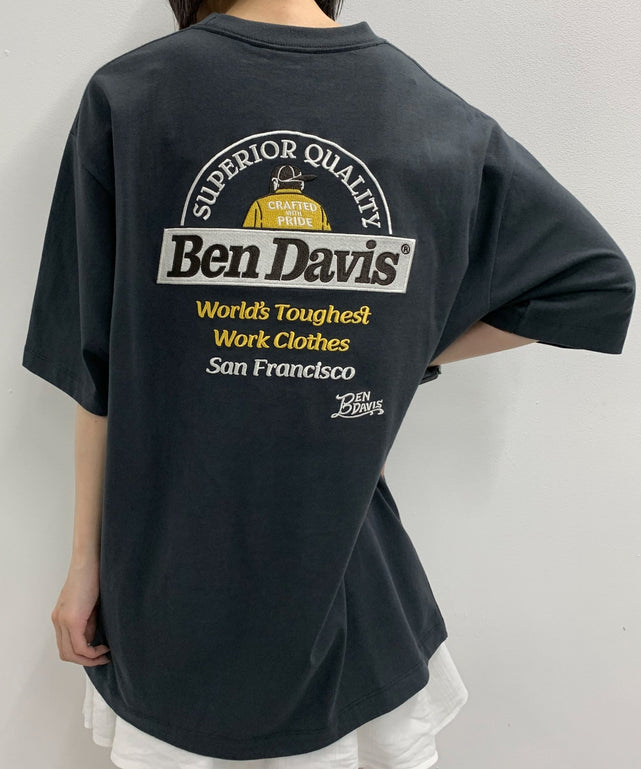 SUPERIOR QUALITY
CRAFTED
WITH
PRIDE
Ben Davis®
World's Toughest
Work Clothes
San Francisco
BEN
DAVIS